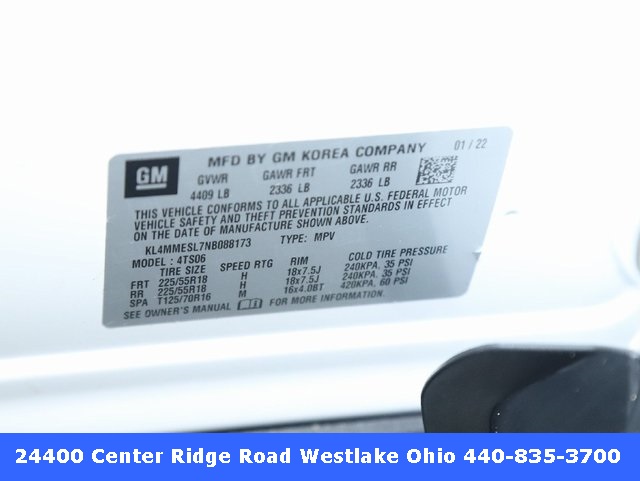 GM
MFD BY GM KOREA COMPANY 01 / 22
GVWR GAWR FRT GAWR RR
4409 LB 2336 LB 2336 LB
THIS VEHICLE CONFORMS TO ALL APPLICABLE U.S. FEDERAL MOTOR
VEHICLE SAFETY AND THEFT PREVENTION STANDARDS IN EFFECT
ON THE DATE OF MANUFACTURE SHOWN ABOVE.
KL4MMESL7NB088173 TYPE: MPV
MODEL : 4TS06
TIRE SIZE SPEED RTG RIM COLD TIRE PRESSURE
FRT 225/55R18 H 18x7.5J 240KPA, 35 PSI
RR 225/55R18 H 18x7.5J 240KPA, 35 PSI
SPA T125/70R16 M 16x4.0BT 420KPA, 60 PSI
SEE OWNER'S MANUAL FOR MORE INFORMATION.
24400 Center Ridge Road Westlake Ohio 440-835-3700